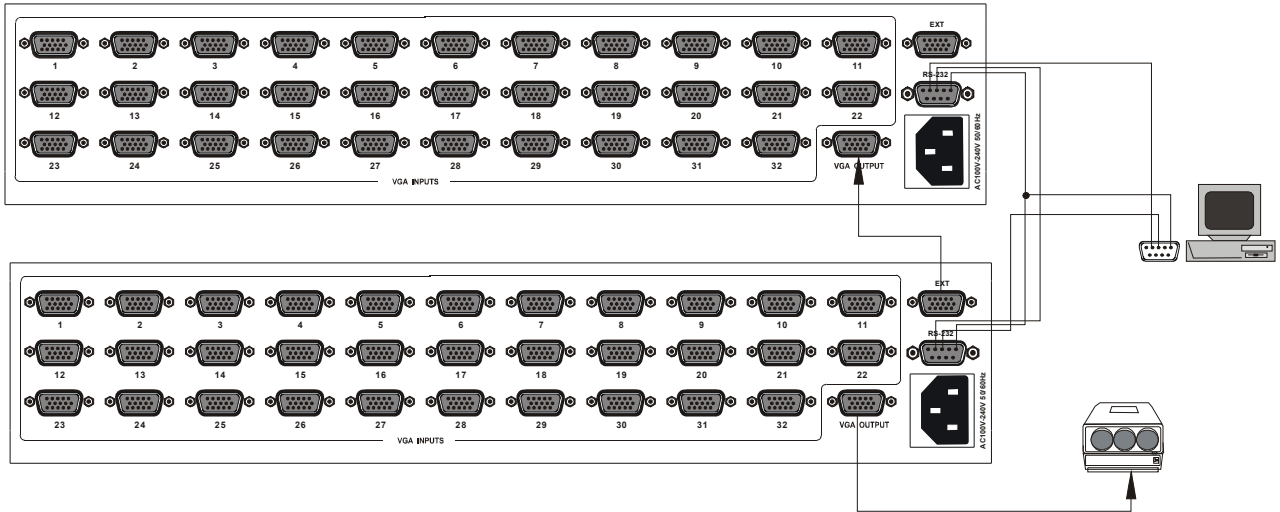 EXT
1 2 3 4 5 6 7 8 9 10 11
RS-232
12 13 14 15 16 17 18 19 20 21 22
23 24 25 26 27 28 29 30 31 32 VGA OUTPUT
VGA INPUTS
AC100V-240V 50/60Hz
EXT
1 2 3 4 5 6 7 8 9 10 11
RS-232
12 13 14 15 16 17 18 19 20 21 22
23 24 25 26 27 28 29 30 31 32 VGA OUTPUT
VGA INPUTS
AC100V-240V 50/60Hz